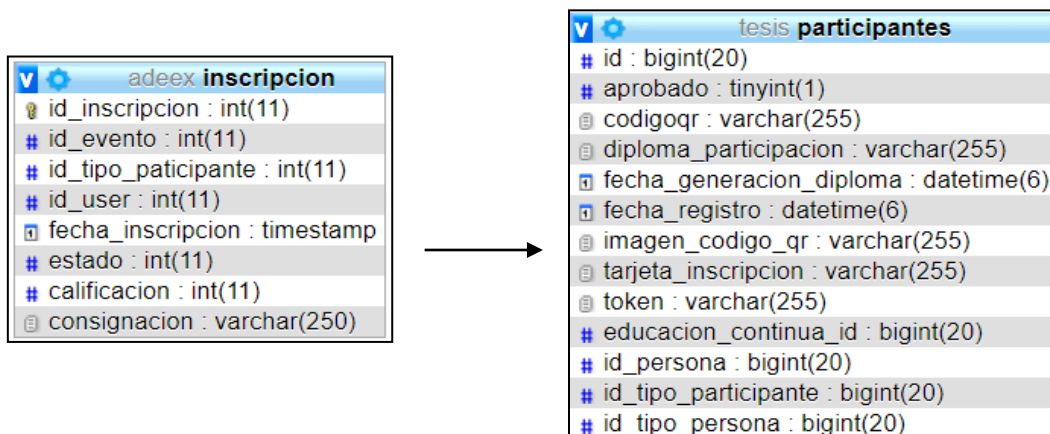 adeex inscripcion
id_inscripcion : int(11)
id_evento : int(11)
id_tipo_paticipante : int(11)
id_user : int(11)
fecha_inscripcion : timestamp
estado : int(11)
calificacion : int(11)
consignacion : varchar(250)
tesis participantes
id : bigint(20)
aprobado : tinyint(1)
codigoqr : varchar(255)
diploma_participacion : varchar(255)
fecha_generacion_diploma : datetime(6)
fecha_registro : datetime(6)
imagen_codigo_qr : varchar(255)
tarjeta_inscripcion : varchar(255)
token : varchar(255)
educacion_continua_id : bigint(20)
id_persona : bigint(20)
id_tipo_participante : bigint(20)
id_tipo_persona : bigint(20)